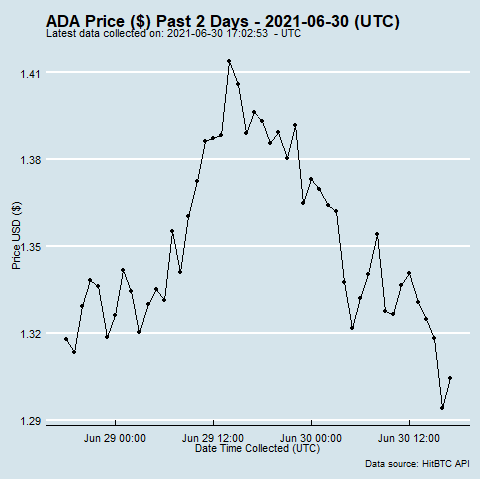 ADA Price ($) Past 2 Days - 2021-06-30 (UTC)
Latest data collected on: 2021-06-30 17:02:53  - UTC
1.41
1.38
1.35
1.32
1.29
Price USD ($)
Jun 29 00:00 Jun 29 12:00 Jun 30 00:00 Jun 30 12:00
Date Time Collected (UTC)
Data source: HitBTC API